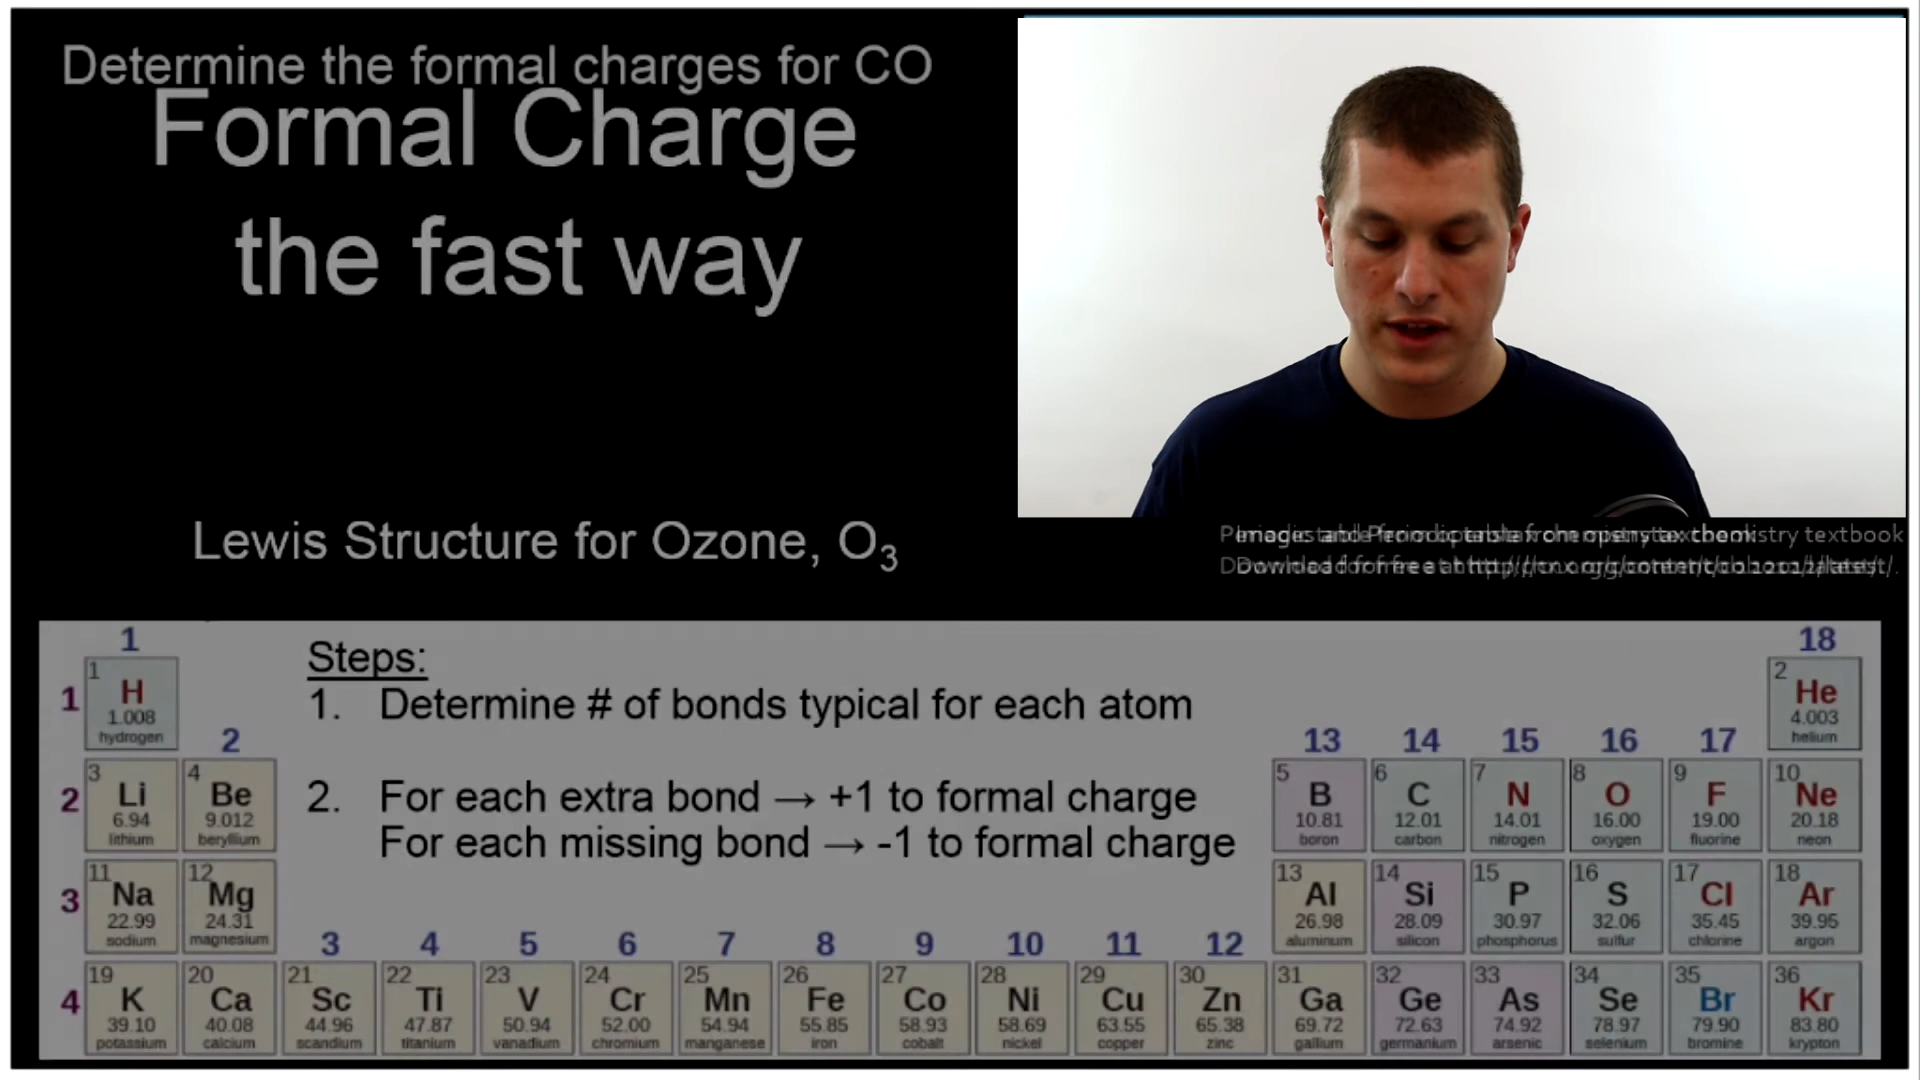 Determine the formal charges for CO
Formal Charge
the fast way
Lewis Structure for Ozone, O₃
textbook
1
18
1
H
1.008
hydrogen
Steps:
1. Determine # of bonds typical for each atom
2
He
4.003
helium
2
13
14
15
16
17
2
3
Li
6.94
lithium
4
Be
9.012
beryllium
2. For each extra bond → +1 to formal charge
For each missing bond → -1 to formal charge
5
B
10.81
boron
6
C
12.01
carbon
7
N
14.01
nitrogen
8
O
16.00
oxygen
9
F
19.00
fluorine
10
Ne
20.18
neon
3
11
Na
22.99
sodium
12
Mg
24.31
magnesium
13
Al
26.98
aluminum
14
Si
28.09
silicon
15
P
30.97
phosphorus
16
S
32.06
sulfur
17
Cl
35.45
chlorine
18
Ar
39.95
argon
3
4
5
6
7
8
9
10
11
12
4
19
K
39.10
potassium
20
Ca
40.08
calcium
21
Sc
44.96
scandium
22
Ti
47.87
titanium
23
V
50.94
vanadium
24
Cr
52.00
chromium
25
Mn
54.94
manganese
26
Fe
55.85
iron
27
Co
58.93
cobalt
28
Ni
58.69
nickel
29
Cu
63.55
copper
30
Zn
65.38
zinc
31
Ga
69.72
gallium
32
Ge
72.63
germanium
33
As
74.92
arsenic
34
Se
78.97
selenium
35
Br
79.90
bromine
36
Kr
83.80
krypton